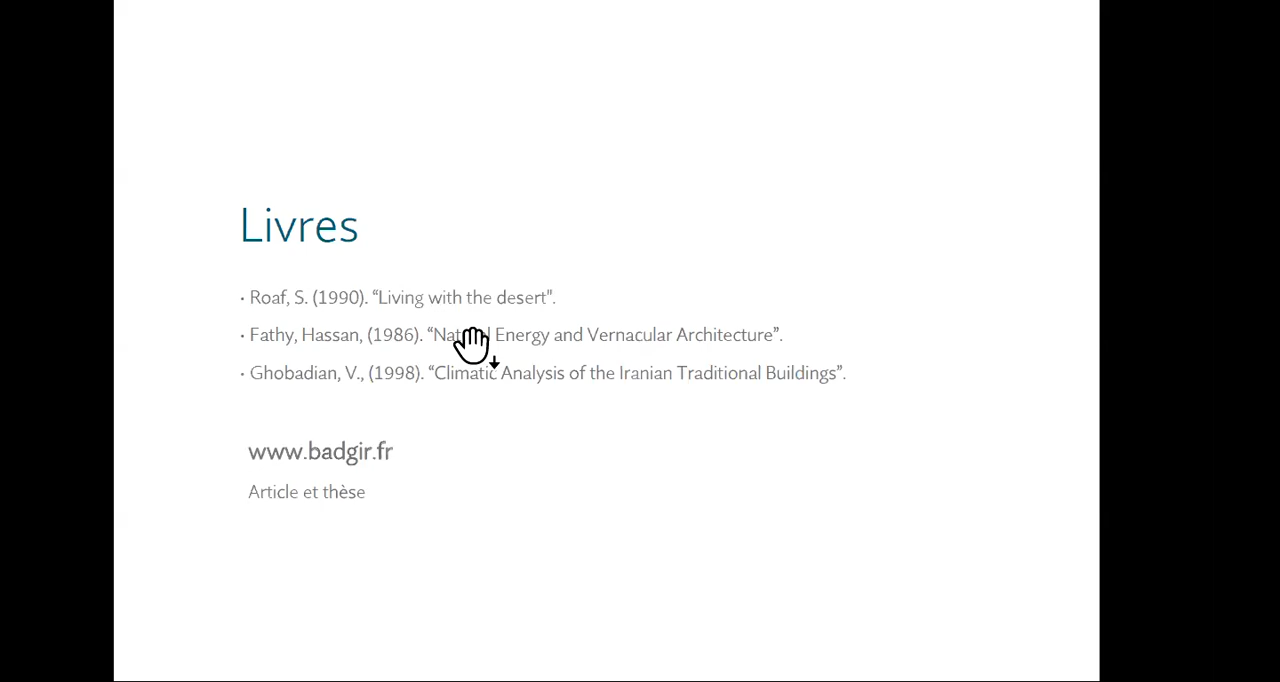 Livres
• Roaf, S. (1990). “Living with the desert".
• Fathy, Hassan, (1986). “Natural Energy and Vernacular Architecture”.
• Ghobadian, V., (1998). “Climatic Analysis of the Iranian Traditional Buildings”.
www.badgir.fr
Article et thèse